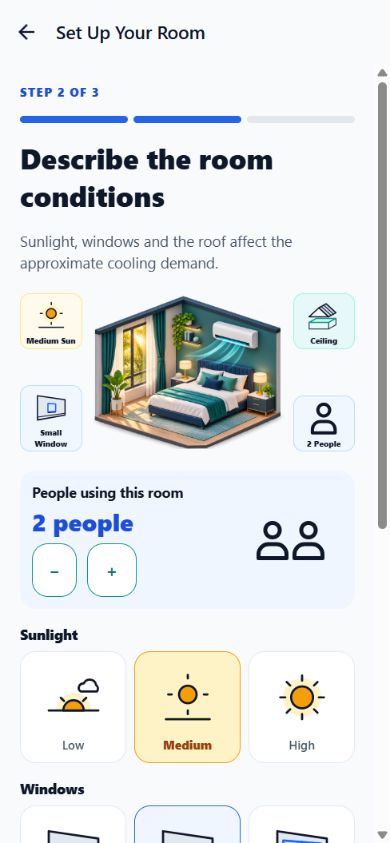 Set Up Your Room
STEP 2 OF 3
Describe the room
conditions
Sunlight, windows and the roof affect the
approximate cooling demand.
Medium Sun
Ceiling
Small
Window
2 People
People using this room
2 people
−
+
Sunlight
Low
Medium
High
Windows